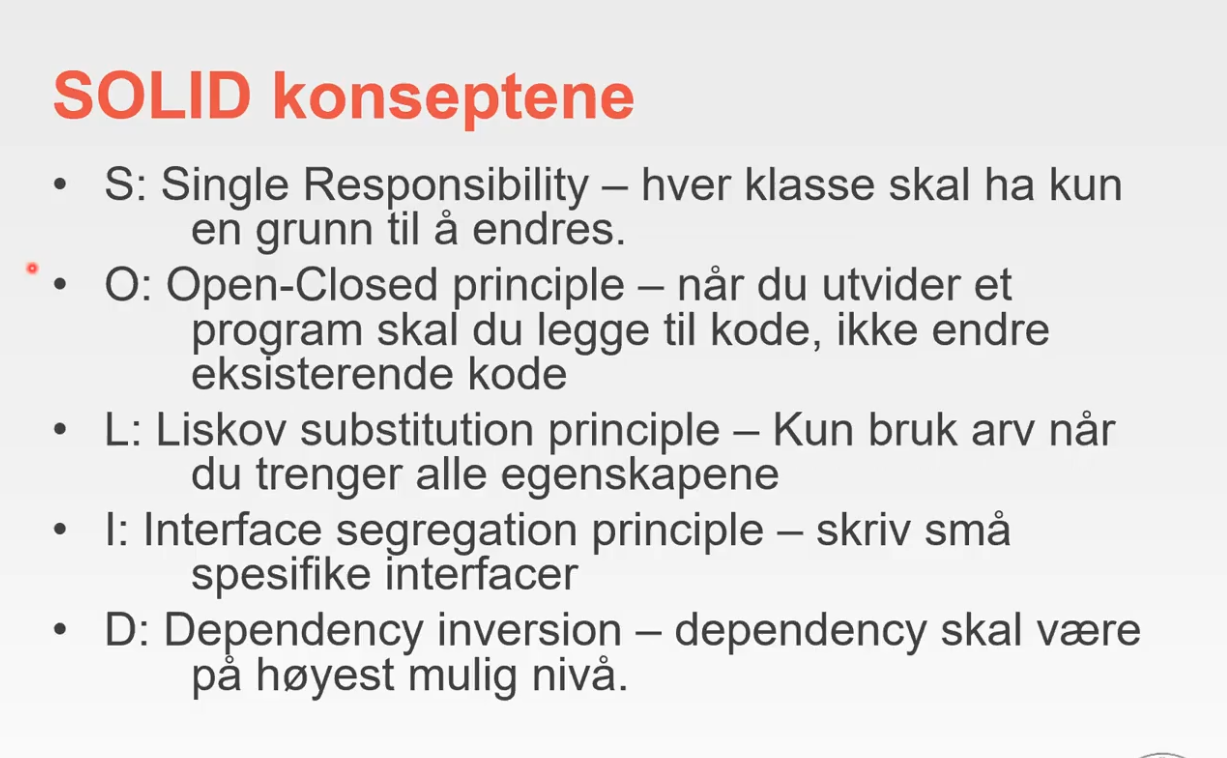 SOLID konseptene
• S: Single Responsibility – hver klasse skal ha kun
en grunn til å endres.
• O: Open-Closed principle – når du utvider et
program skal du legge til kode, ikke endre
eksisterende kode
• L: Liskov substitution principle – Kun bruk arv når
du trenger alle egenskapene
• I: Interface segregation principle – skriv små
spesifike interfacer
• D: Dependency inversion – dependency skal være
på høyest mulig nivå.